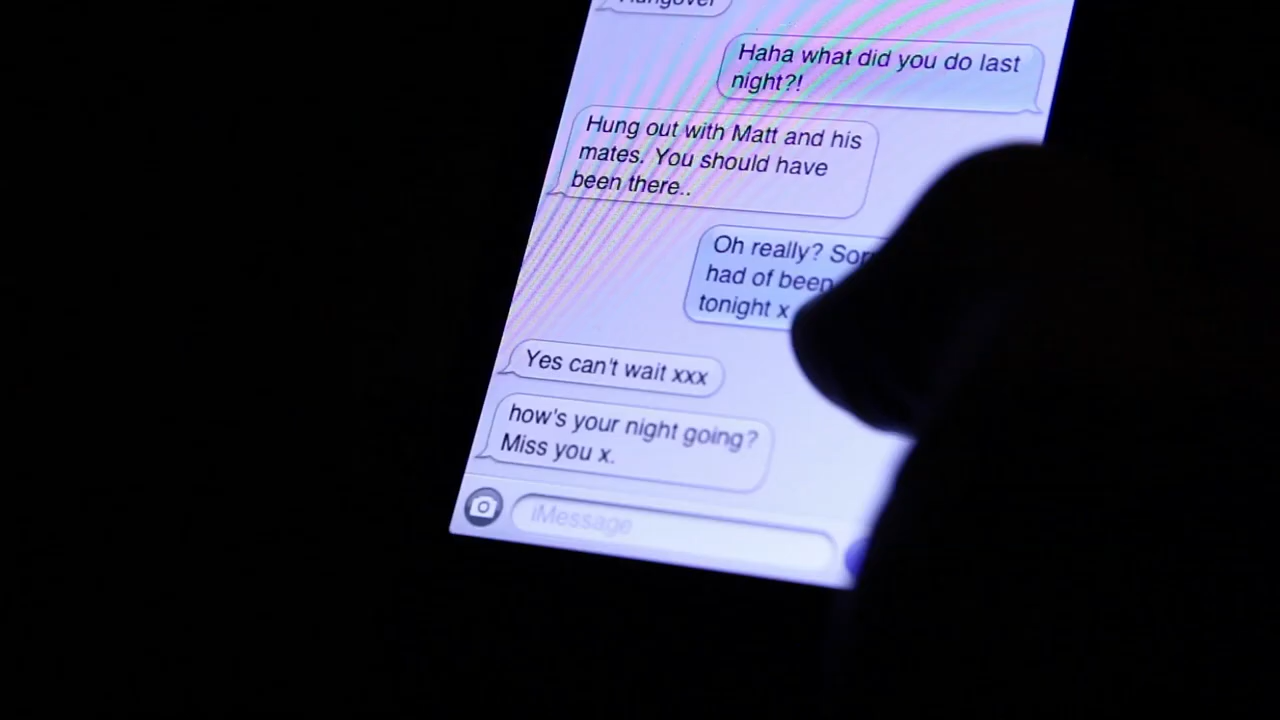 Hangover
Haha what did you do last
night?!
Hung out with Matt and his
mates. You should have
been there..
Oh really?
had of been
tonight x
Yes can't wait xxx
how's your night going?
Miss you x.
iMessage